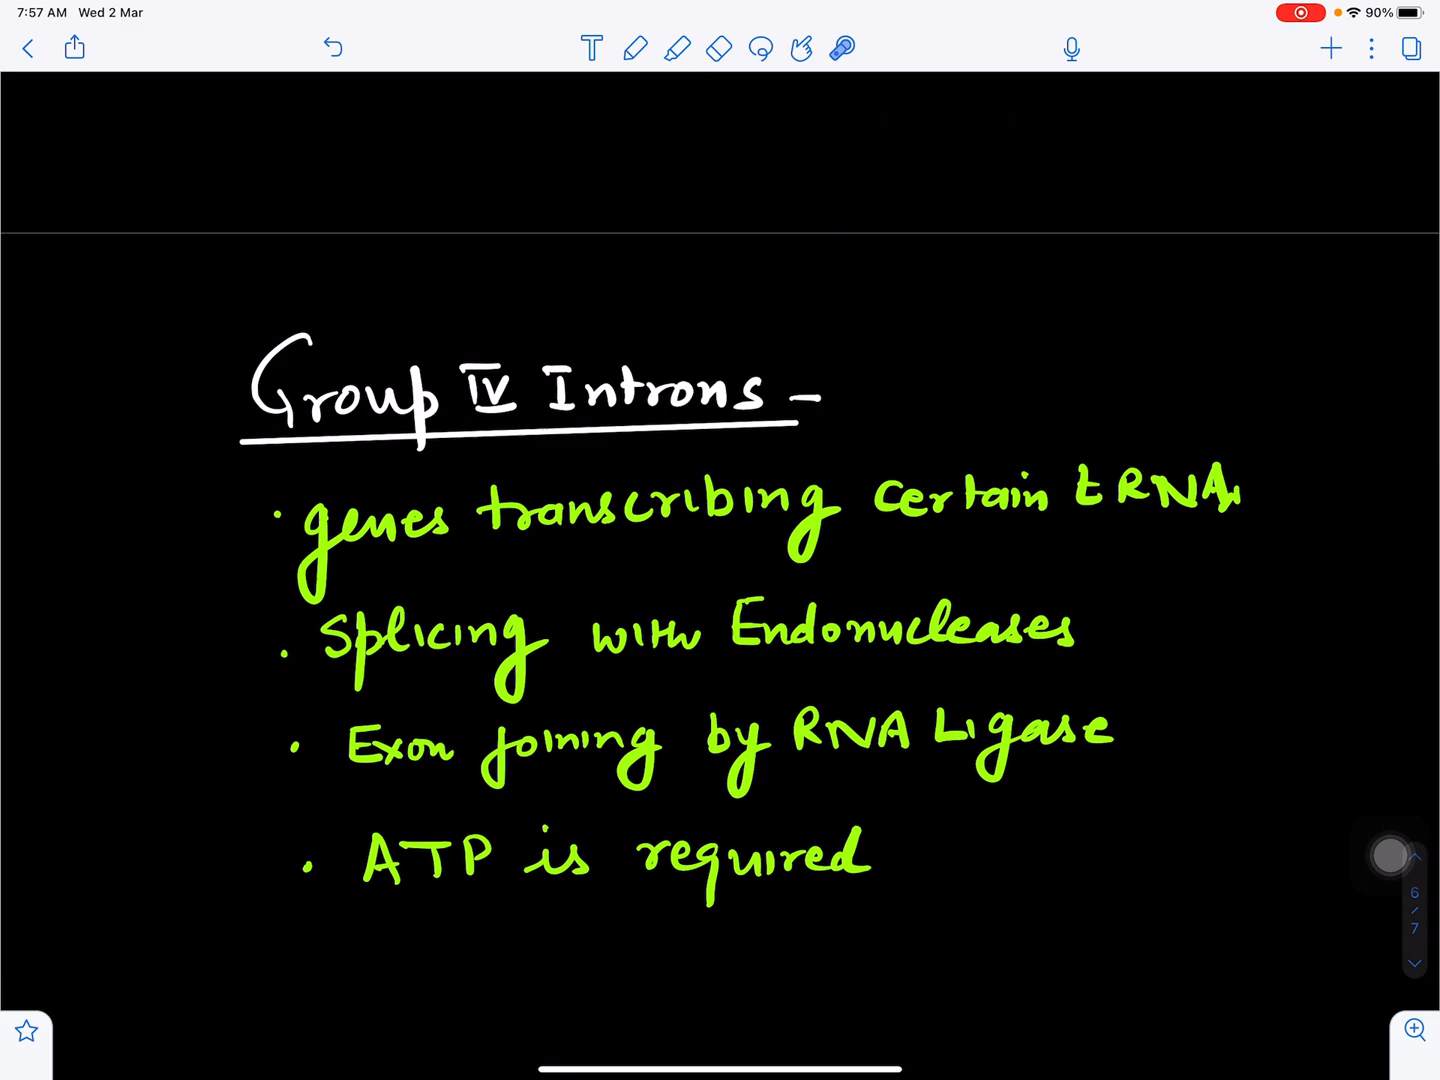 7:57 AM Wed 2 Mar
90%
Group IV Introns -
· genes transcribing certain tRNAs
· Splicing with Endonucleases
· Exon joining by RNA Ligase
· ATP is required
6
/
7